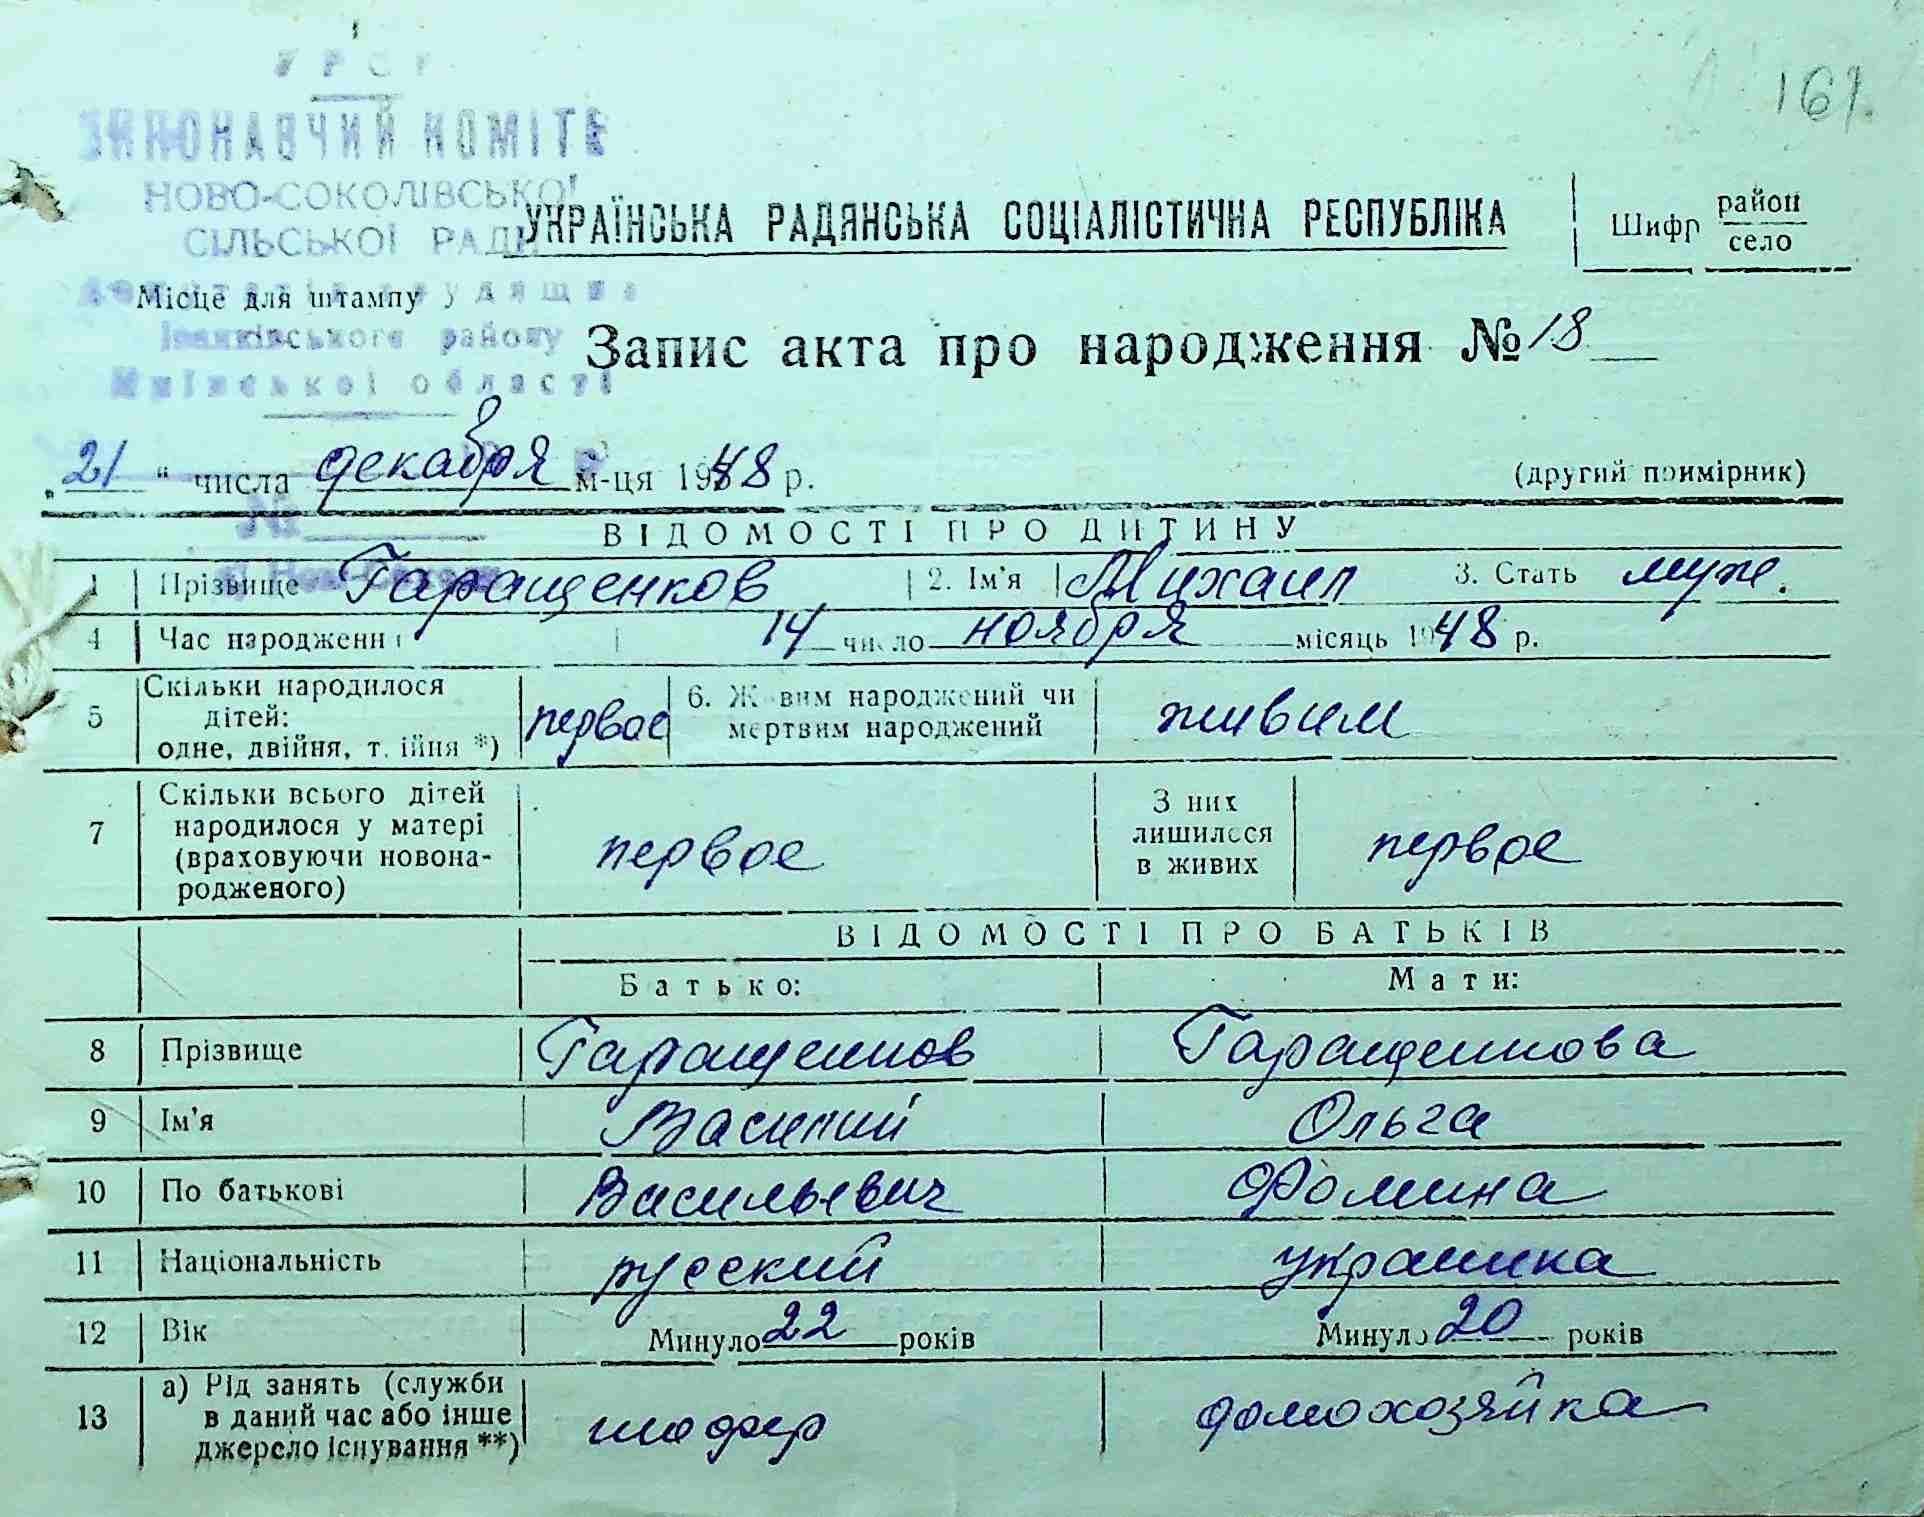 УРСР
161.
ВИКОНАВЧИЙ КОМІТЕ
НОВО-СОКОЛІВСЬКОЇ
СІЛЬСЬКОЇ РАДИ
УКРАЇНСЬКА РАДЯНСЬКА СОЦІАЛІСТИЧНА РЕСПУБЛІКА
Шифр район
село
Місце для штампу
Іванківського району
Київської області
Запис акта про народження № 18
"21" числа декабря м-ця 1948 р.
(другий примірник)
№
ВІДОМОСТІ ПРО ДИТИНУ
1 Прізвище Гаращенков 2. Ім'я Михаил 3. Стать муж.
4 Час народження 14 число ноября місяць 1948 р.
5 Скільки народилося дітей: одне, двійня, трійня *) первое 6. Живим народжений чи мертвим народжений живим
7 Скільки всього дітей народилося у матері (враховуючи новонародженого) первое З них лишилося в живих первое
ВІДОМОСТІ ПРО БАТЬКІВ
Батько: Мати:
8 Прізвище Гаращенков Гаращенкова
9 Ім'я Василий Ольга
10 По батькові Васильевич Фомина
11 Національність русский украинка
12 Вік Минуло 22 років Минуло 20 років
13 а) Рід занять (служби в даний час або інше джерело існування **) шофер домохозяйка